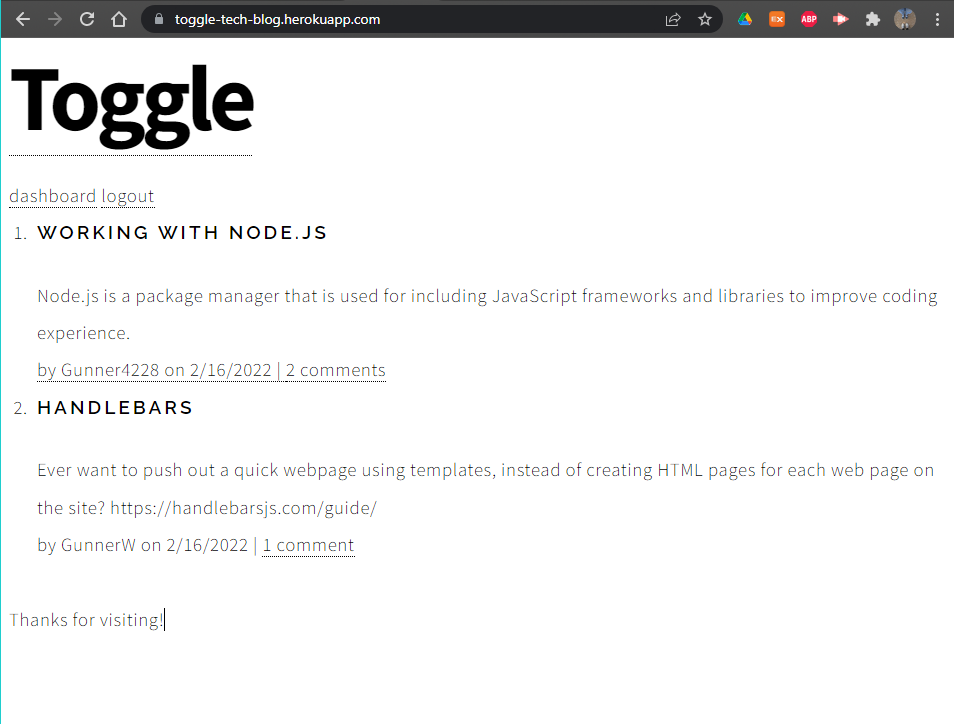 toggle-tech-blog.herokuapp.com
EX
ABP
Toggle
dashboard logout
1. WORKING WITH NODE.JS
Node.js is a package manager that is used for including JavaScript frameworks and libraries to improve coding
experience.
by Gunner4228 on 2/16/2022 | 2 comments
2. HANDLEBARS
Ever want to push out a quick webpage using templates, instead of creating HTML pages for each web page on
the site? https://handlebarsjs.com/guide/
by GunnerW on 2/16/2022 | 1 comment
Thanks for visiting!